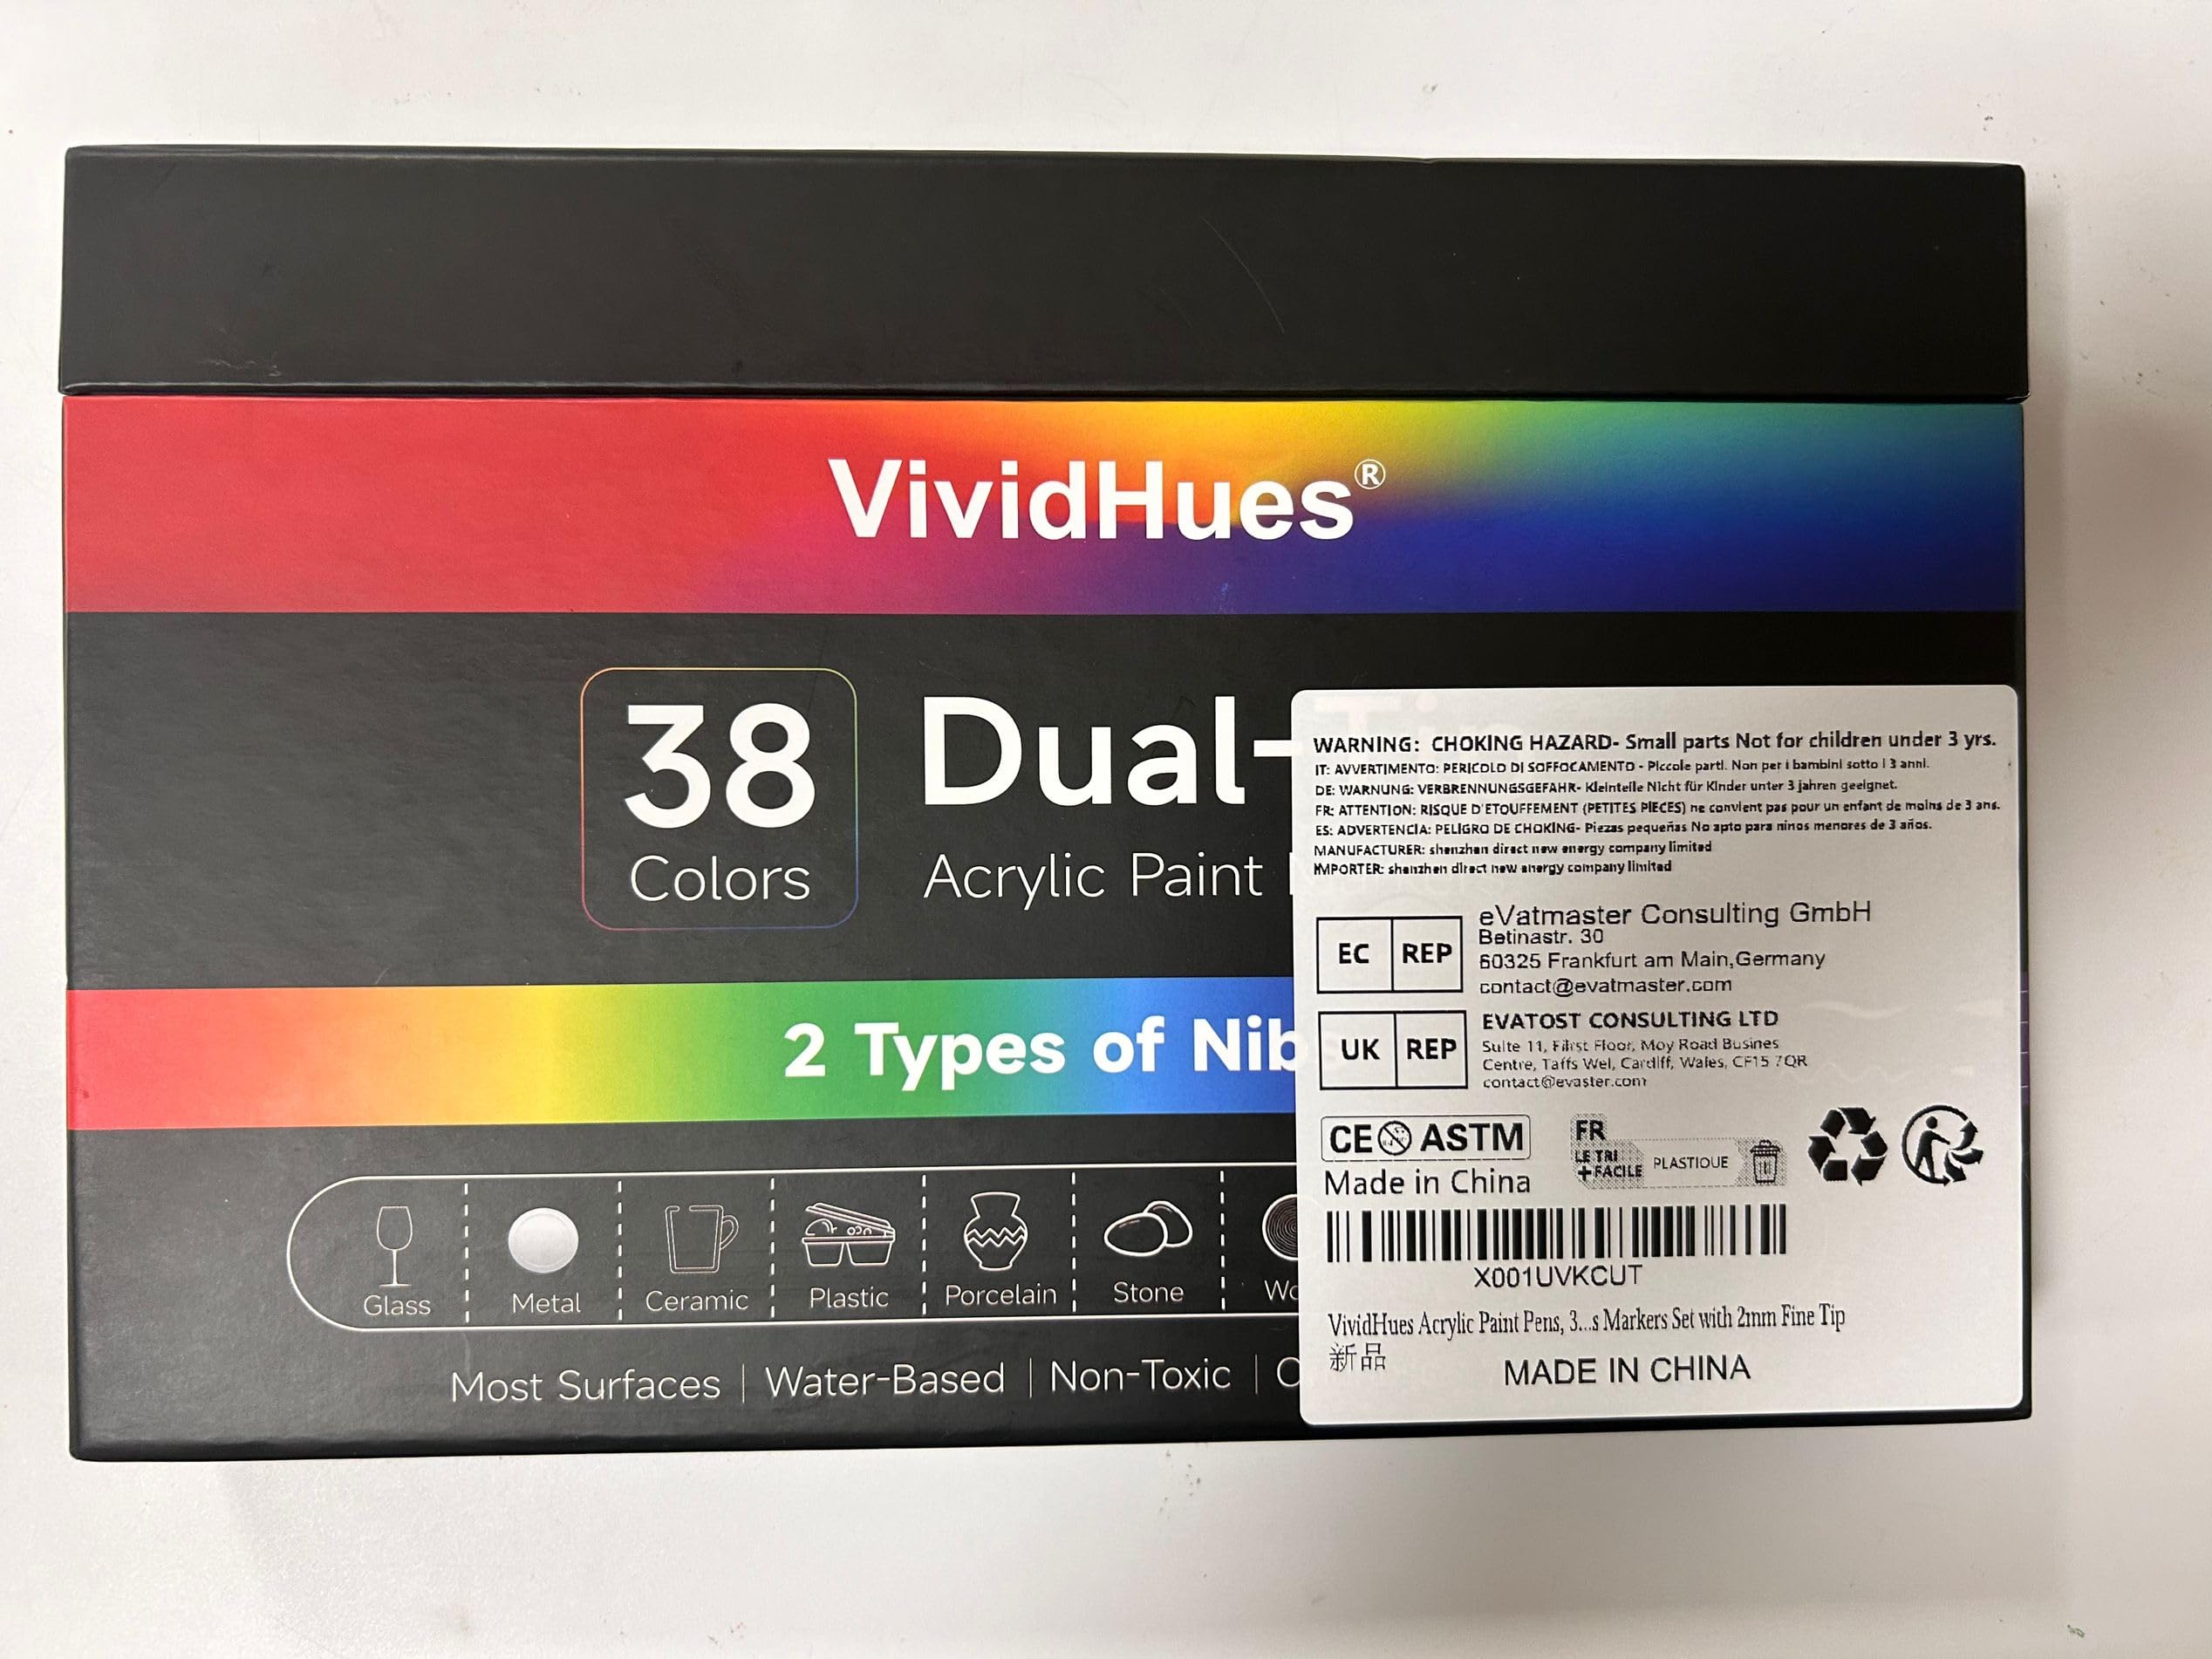 VividHues®
38
Colors
Dual-
Acrylic Paint
2 Types of Nib
Glass
Metal
Ceramic
Plastic
Porcelain
Stone
Wo
Most Surfaces | Water-Based | Non-Toxic |
WARNING: CHOKING HAZARD- Small parts Not for children under 3 yrs.
IT: AVVERTIMENTO: PERICOLO DI SOFFOCAMENTO - Piccole parti. Non per i bambini sotto i 3 anni.
DE: WARNUNG: VERBRENNUNGSGEFAHR- Kleinteile Nicht für Kinder unter 3 jahren geeignet.
FR: ATTENTION: RISQUE D'ETOUFFEMENT (PETITES PIECES) ne convient pas pour un enfant de moins de 3 ans.
ES: ADVERTENCIA: PELIGRO DE CHOKING- Piezas pequeñas No apto para ninos menores de 3 años.
MANUFACTURER: shenzhen direct new energy company limited
IMPORTER: shenzhen direct new energy company limited
EC REP
eVatmaster Consulting GmbH
Betinastr. 30
60325 Frankfurt am Main,Germany
contact@evatmaster.com
UK REP
EVATOST CONSULTING LTD
Suite 11, First Floor, Moy Road Busines
Centre, Taffs Wel, Cardiff, Wales, CF15 7QR
contact@evaster.com
CE ASTM
Made in China
FR
LE TRI
+FACILE
PLASTIQUE
X001UVKCUT
VividHues Acrylic Paint Pens, 3...s Markers Set with 2mm Fine Tip
新品
MADE IN CHINA